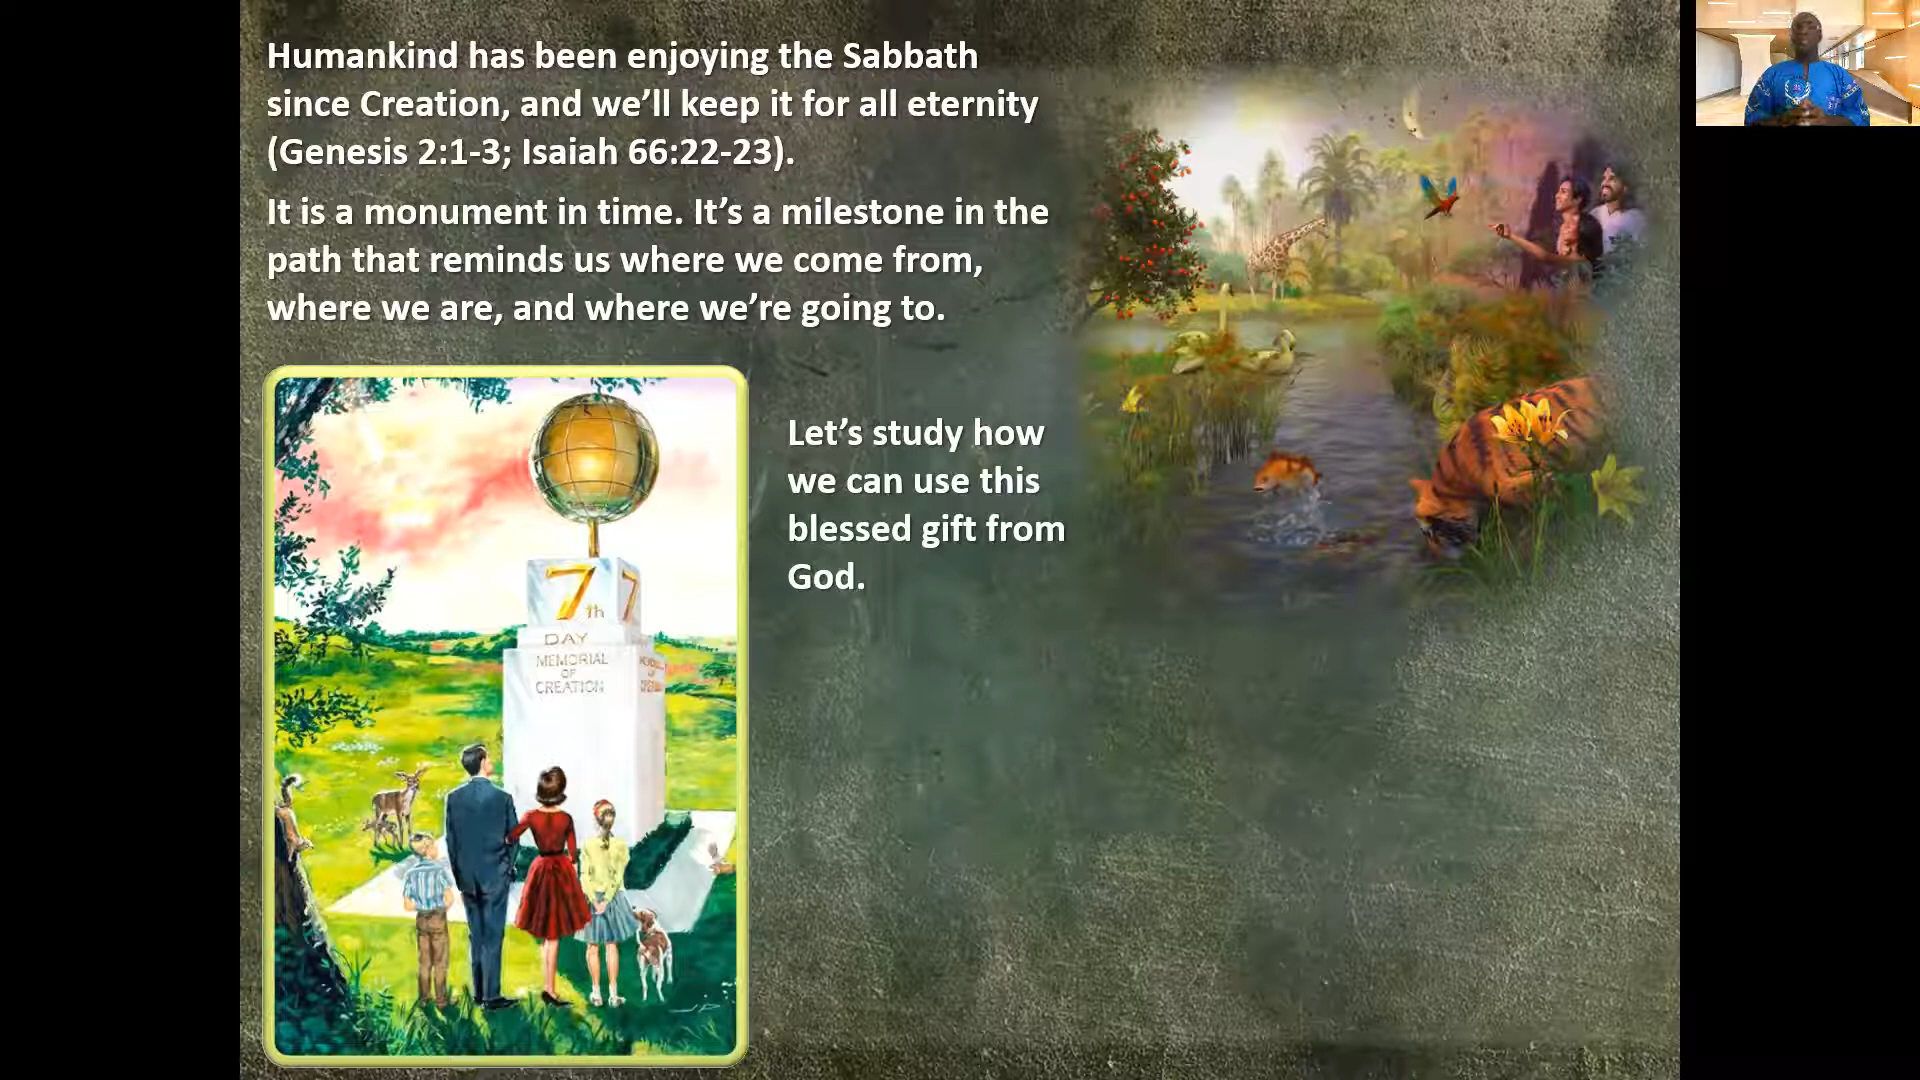 Humankind has been enjoying the Sabbath
since Creation, and we’ll keep it for all eternity
(Genesis 2:1-3; Isaiah 66:22-23).
It is a monument in time. It’s a milestone in the
path that reminds us where we come from,
where we are, and where we’re going to.
Let’s study how
we can use this
blessed gift from
God.
7th 7
DAY
MEMORIAL
OF
CREATION